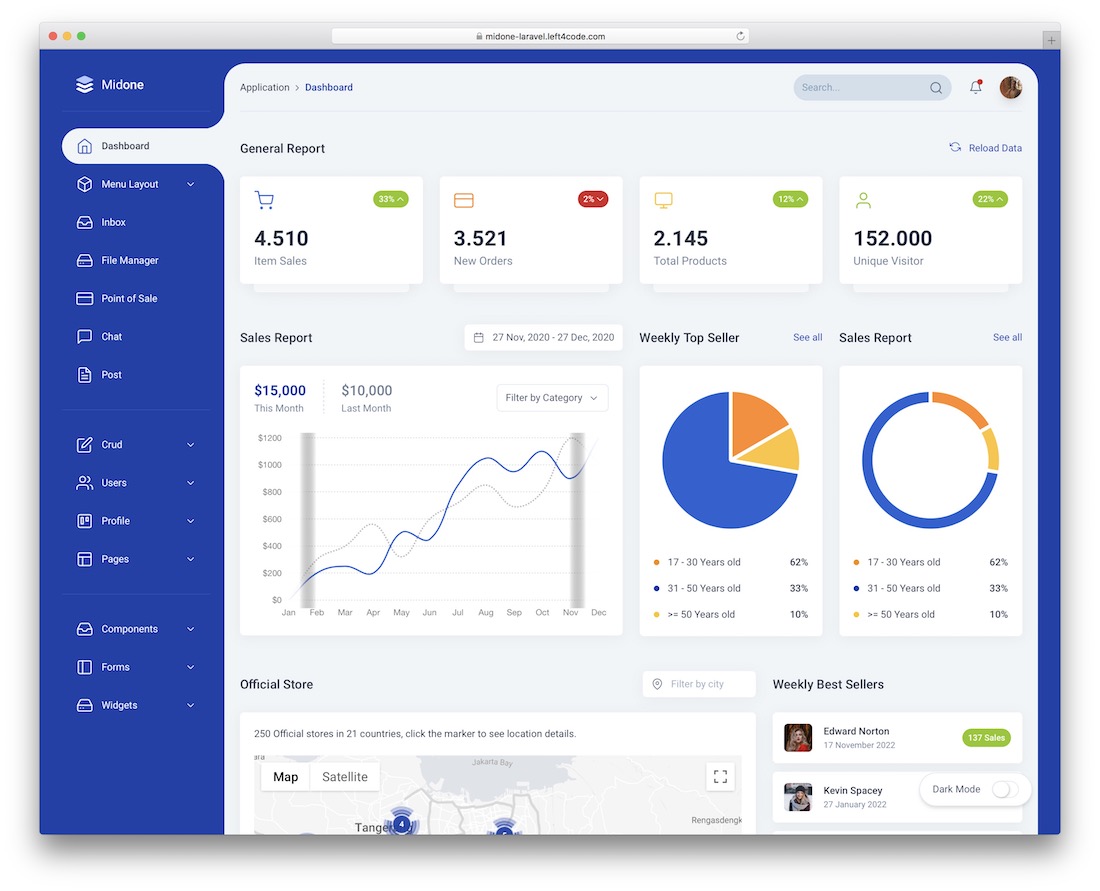 midone-laravel.left4code.com
Midone
Dashboard
Menu Layout
Inbox
File Manager
Point of Sale
Chat
Post
Crud
Users
Profile
Pages
Components
Forms
Widgets
Application > Dashboard
Search...
General Report
Reload Data
33%
4.510
Item Sales
2%
3.521
New Orders
12%
2.145
Total Products
22%
152.000
Unique Visitor
Sales Report
27 Nov, 2020 - 27 Dec, 2020
$15,000
This Month
$10,000
Last Month
Filter by Category
$1200
$1000
$800
$600
$400
$200
$0
Jan Feb Mar Apr May Jun Jul Aug Sep Oct Nov Dec
Weekly Top Seller
See all
17 - 30 Years old 62%
31 - 50 Years old 33%
>= 50 Years old 10%
Sales Report
See all
17 - 30 Years old 62%
31 - 50 Years old 33%
>= 50 Years old 10%
Official Store
Filter by city
250 Official stores in 21 countries, click the marker to see location details.
ara
Map
Satellite
Jakarta Bay
Tanger
4
Rengasdengk
Weekly Best Sellers
Edward Norton
17 November 2022
137 Sales
Kevin Spacey
27 January 2022
Dark Mode